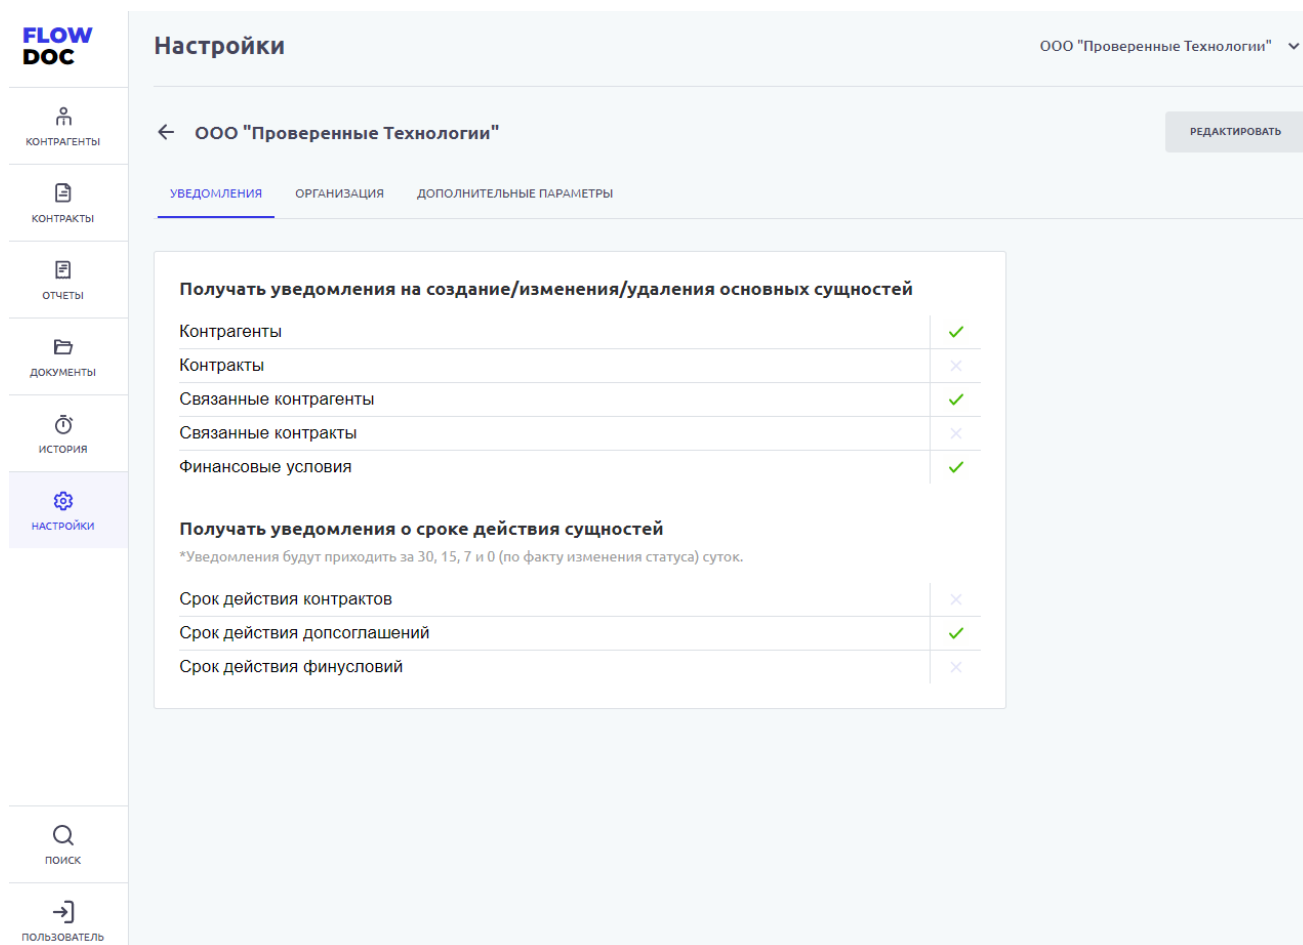 FLOW
DOC
КОНТРАГЕНТЫ
КОНТРАКТЫ
ОТЧЕТЫ
ДОКУМЕНТЫ
ИСТОРИЯ
НАСТРОЙКИ
ПОИСК
ПОЛЬЗОВАТЕЛЬ
Настройки
ООО "Проверенные Технологии"
ООО "Проверенные Технологии"
РЕДАКТИРОВАТЬ
УВЕДОМЛЕНИЯ ОРГАНИЗАЦИЯ ДОПОЛНИТЕЛЬНЫЕ ПАРАМЕТРЫ
Получать уведомления на создание/изменения/удаления основных сущностей
Контрагенты
Контракты
Связанные контрагенты
Связанные контракты
Финансовые условия
Получать уведомления о сроке действия сущностей
*Уведомления будут приходить за 30, 15, 7 и 0 (по факту изменения статуса) суток.
Срок действия контрактов
Срок действия допсоглашений
Срок действия финусловий